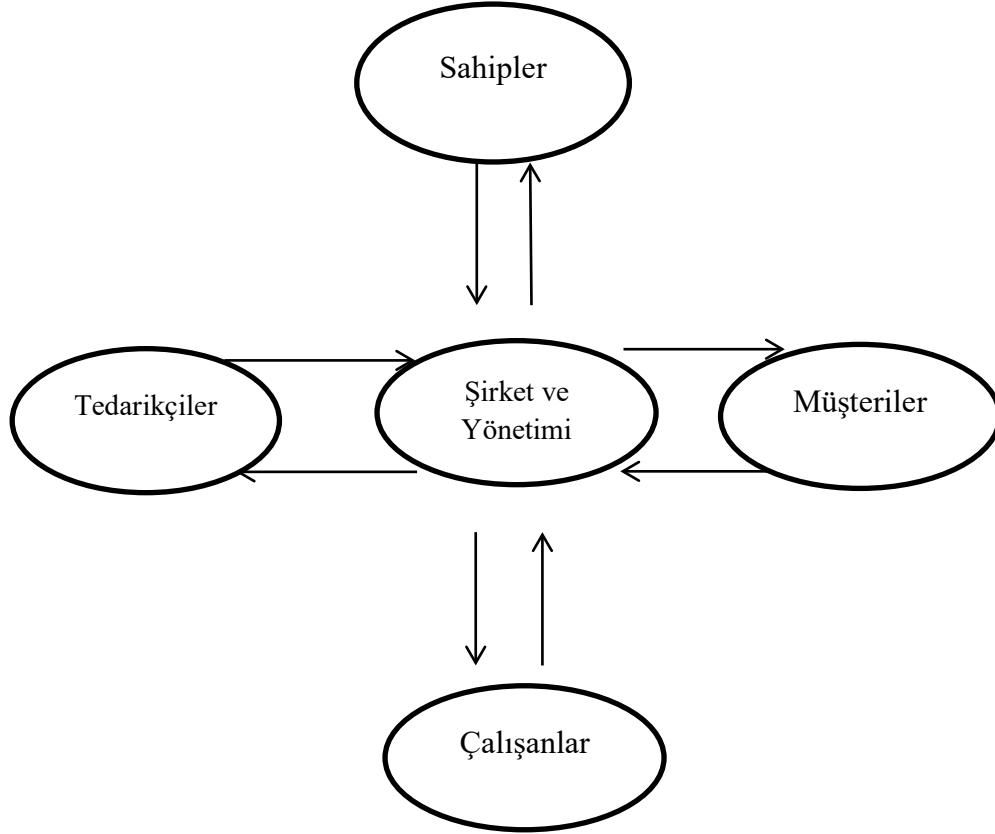 Sahipler
Tedarikçiler
Şirket ve
Yönetimi
Müşteriler
Çalışanlar